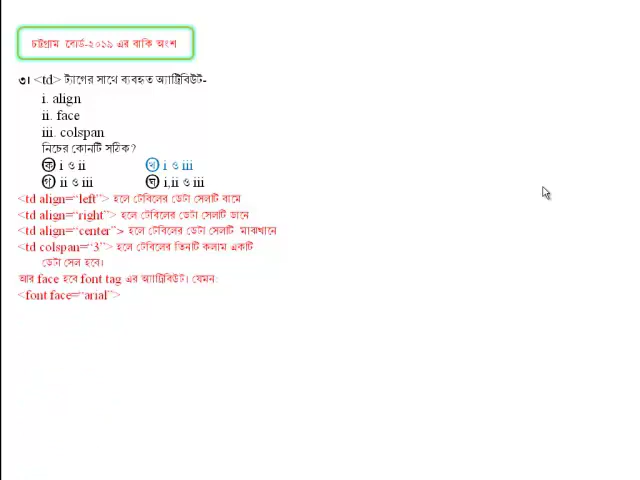 চট্টগ্রাম বোর্ড-২০১৯ এর বাকি অংশ
৩। <td> ট্যাগের সাথে ব্যবহৃত অ্যাট্রিবিউট-
i. align
ii. face
iii. colspan
নিচের কোনটি সঠিক?
ক i ও ii খ i ও iii
গ ii ও iii ঘ i,ii ও iii
<td align=“left”> হলে টেবিলের ডেটা সেলটি বামে
<td align=“right”> হলে টেবিলের ডেটা সেলটি ডানে
<td align=“center”> হলে টেবিলের ডেটা সেলটি মাঝখানে
<td colspan=“3”> হলে টেবিলের তিনটি কলাম একটি
ডেটা সেল হবে।
আর face হবে font tag এর অ্যাট্রিবিউট। যেমন:
<font face=“arial”>